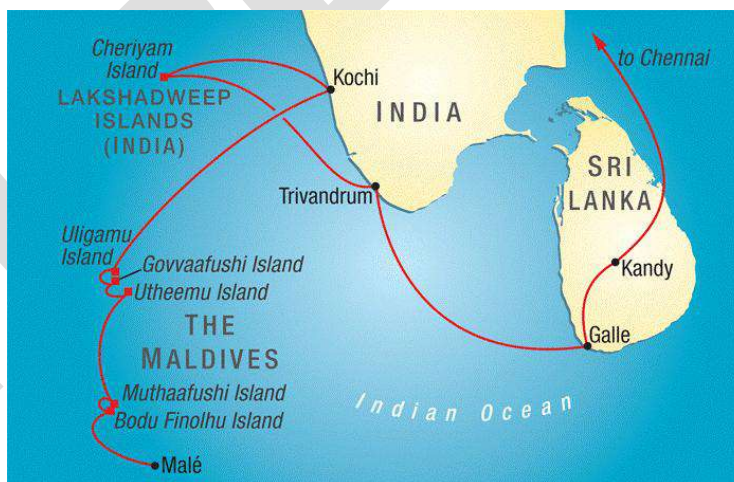 Cheriyam
Island
LAKSHADWEEP
ISLANDS
(INDIA)
Kochi
INDIA
to Chennai
SRI
LANKA
Trivandrum
Uligamu
Island
Govvaafushi Island
Utheemu Island
Kandy
THE
MALDIVES
Galle
Muthaafushi Island
Bodu Finolhu Island
Indian Ocean
Malé